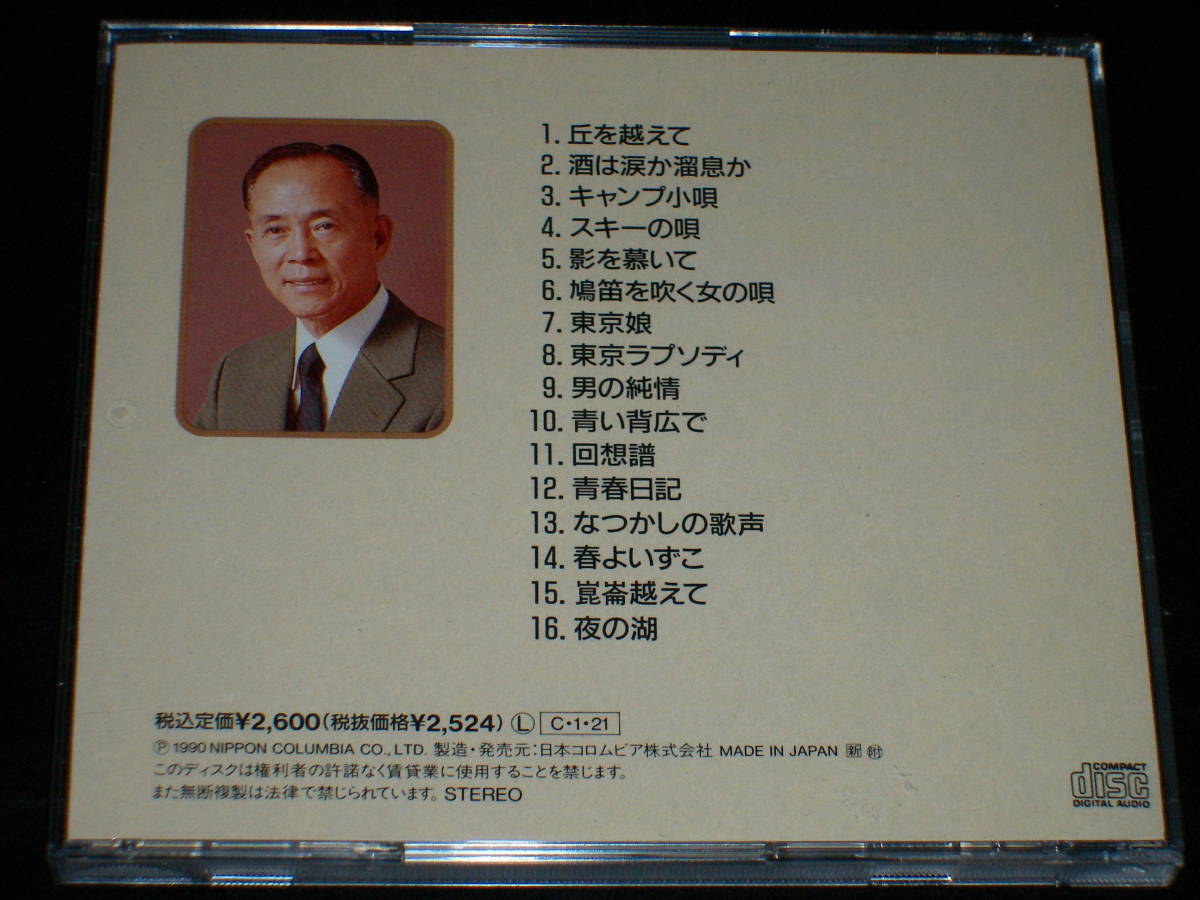 1. 丘を越えて
2. 酒は涙か溜息か
3. キャンプ小唄
4. スキーの唄
5. 影を慕いて
6. 鳩笛を吹く女の唄
7. 東京娘
8. 東京ラプソディ
9. 男の純情
10. 青い背広で
11. 回想譜
12. 青春日記
13. なつかしの歌声
14. 春よいずこ
15. 崑崙越えて
16. 夜の湖
税込定価¥2,600(税抜価格¥2,524) Ⓛ C・1・21
Ⓟ 1990 NIPPON COLUMBIA CO., LTD. 製造・発売元：日本コロムビア株式会社 MADE IN JAPAN
このディスクは権利者の許諾なく賃貸業に使用することを禁じます。
また無断複製は法律で禁じられています。 STEREO
COMPACT
disc
DIGITAL AUDIO